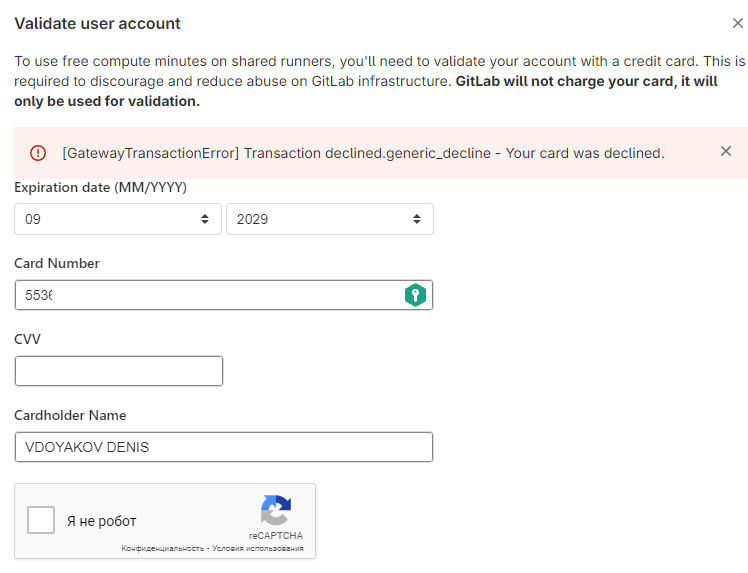 Validate user account
To use free compute minutes on shared runners, you'll need to validate your account with a credit card. This is
required to discourage and reduce abuse on GitLab infrastructure. GitLab will not charge your card, it will
only be used for validation.
[GatewayTransactionError] Transaction declined.generic_decline - Your card was declined.
Expiration date (MM/YYYY)
09 2029
Card Number
5536
CVV
Cardholder Name
VDOYAKOV DENIS
Я не робот
reCAPTCHA
Конфиденциальность - Условия использования